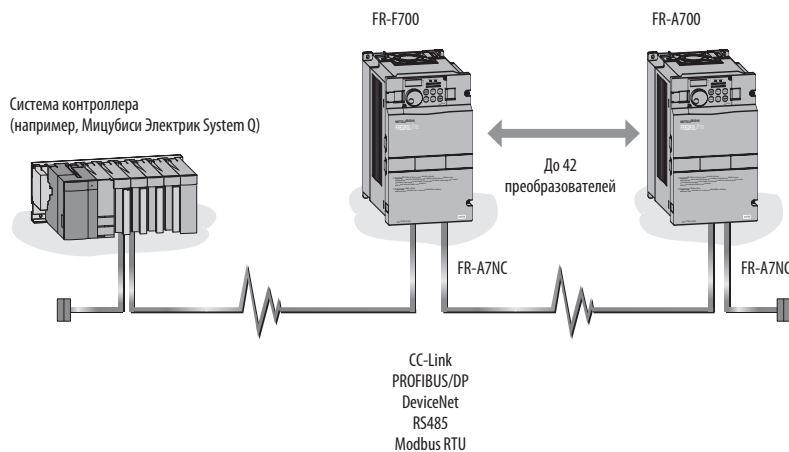 FR-F700
FR-A700
Система контроллера
(например, Мицубиси Электрик System Q)
До 42
преобразователей
FR-A7NC
FR-A7NC
CC-Link
PROFIBUS/DP
DeviceNet
RS485
Modbus RTU